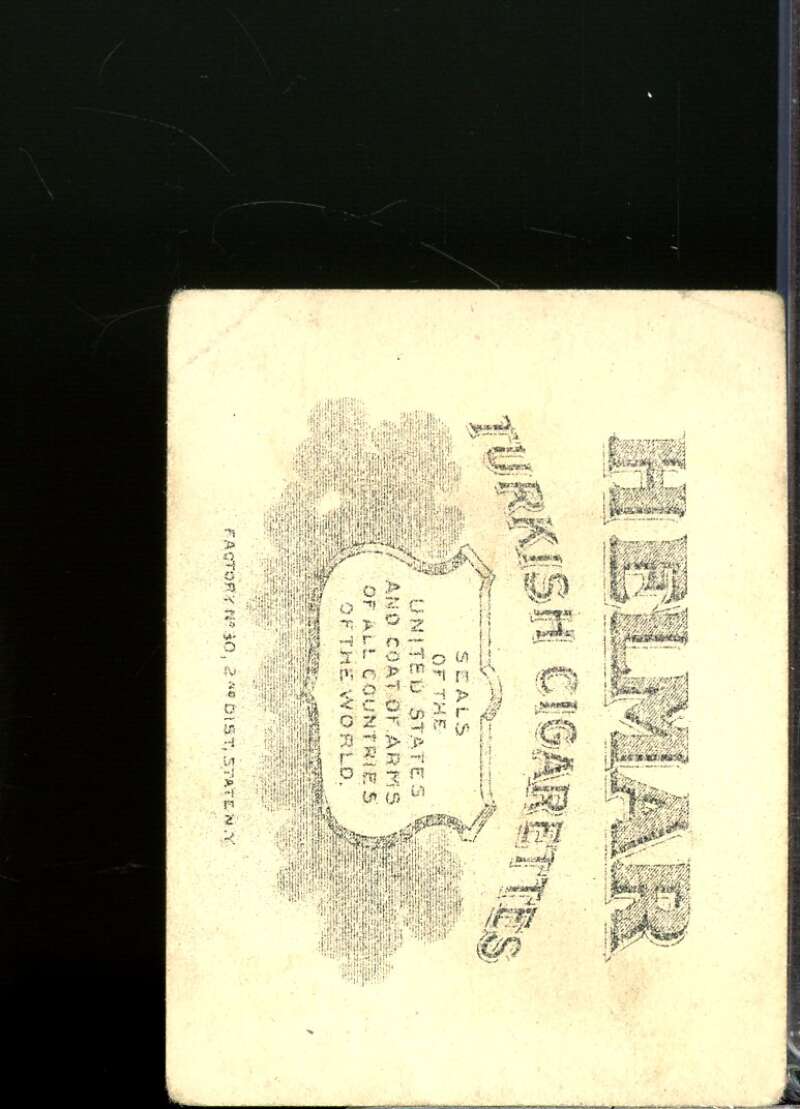 HELMAR
TURKISH CIGARETTES
SEALS
OF THE
UNITED STATES
AND COAT OF ARMS
OF ALL COUNTRIES
OF THE WORLD.
FACTORY Nº 30, 2ND DIST, STATE N.Y.